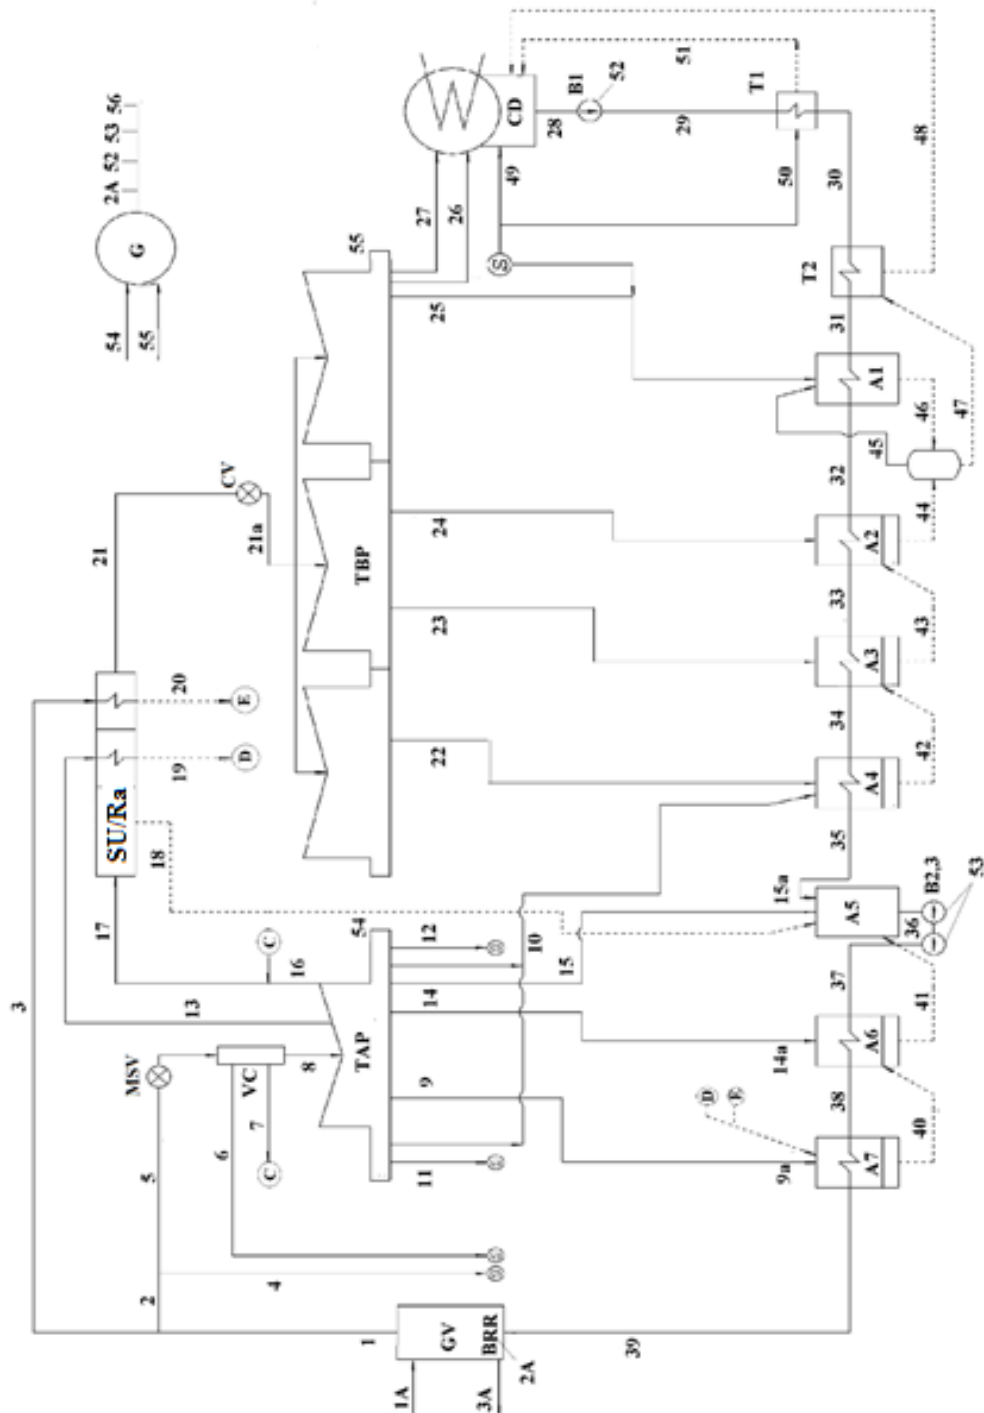 3
17
21
54
55
G
2A 52 53 56
SU/Ra
MSV
2
5
13
18
19
20
CV
6
7
VC
D
E
21a
C
C
4
16
8
1
TAP
54
TBP
55
1A
GV
11
9
14
12
22
23
24
25
27
26
3A
BRR
2A
S
49
CD
15
10
28
B1
52
39
29
51
T1
D
E
9a
14a
15a
50
T2
38
37
35
34
33
32
31
30
A7
A6
A5
A4
A3
A2
A1
45
36
B2,3
40
41
42
43
44
46
47
48
53